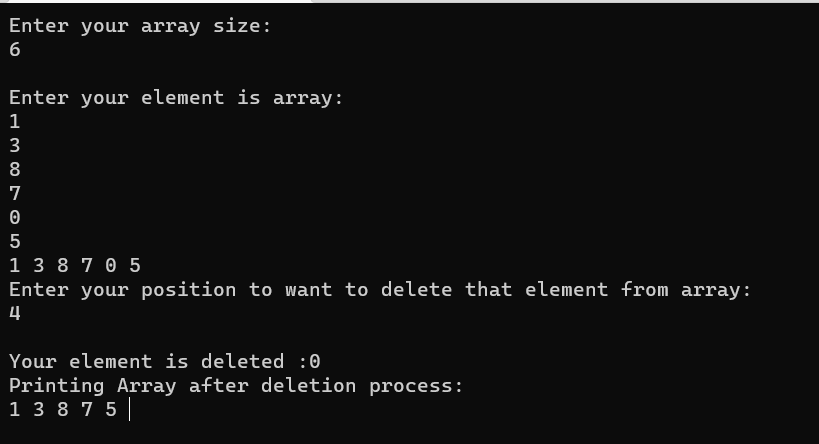 Enter your array size:
6
Enter your element is array:
1
3
8
7
0
5
1 3 8 7 0 5
Enter your position to want to delete that element from array:
4
Your element is deleted :0
Printing Array after deletion process:
1 3 8 7 5